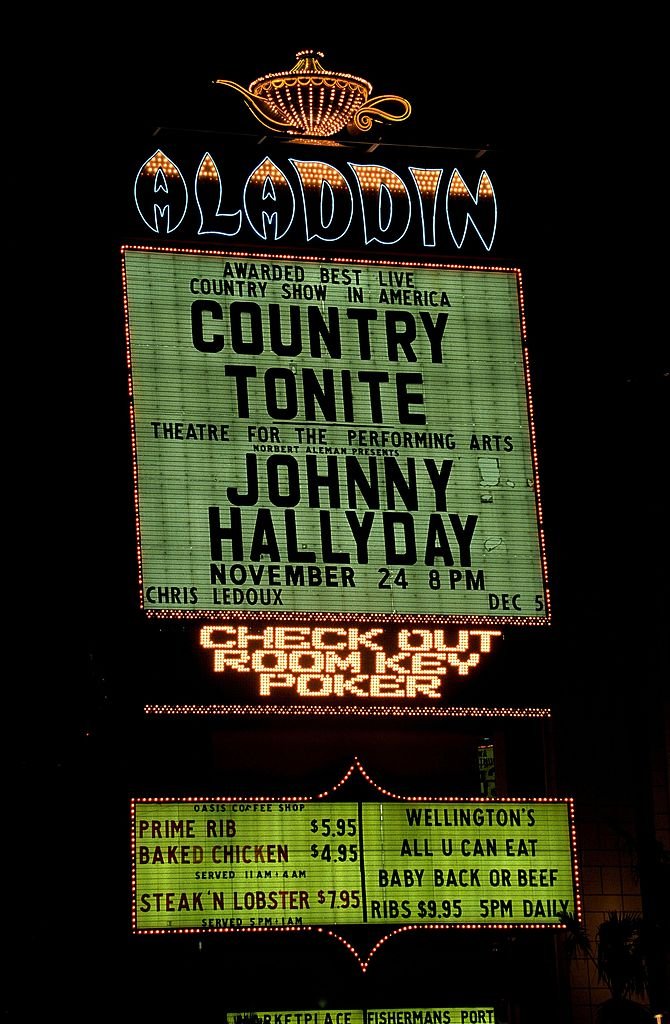 ALADDIN
AWARDED BEST LIVE
COUNTRY SHOW IN AMERICA
COUNTRY
TONITE
THEATRE FOR THE PERFORMING ARTS
NORBERT ALEMAN PRESENTS
JOHNNY
HALLYDAY
NOVEMBER 24 8 PM
CHRIS LEDOUX DEC 5
CHECK OUT
ROOM KEY
POKER
OASIS COFFEE SHOP
PRIME RIB $5.95
BAKED CHICKEN $4.95
SERVED 11AM-4AM
STEAK'N LOBSTER $7.95
SERVED 5PM-1AM
WELLINGTON'S
ALL U CAN EAT
BABY BACK OR BEEF
RIBS $9.95 5PM DAILY
FISHERMANS PORT